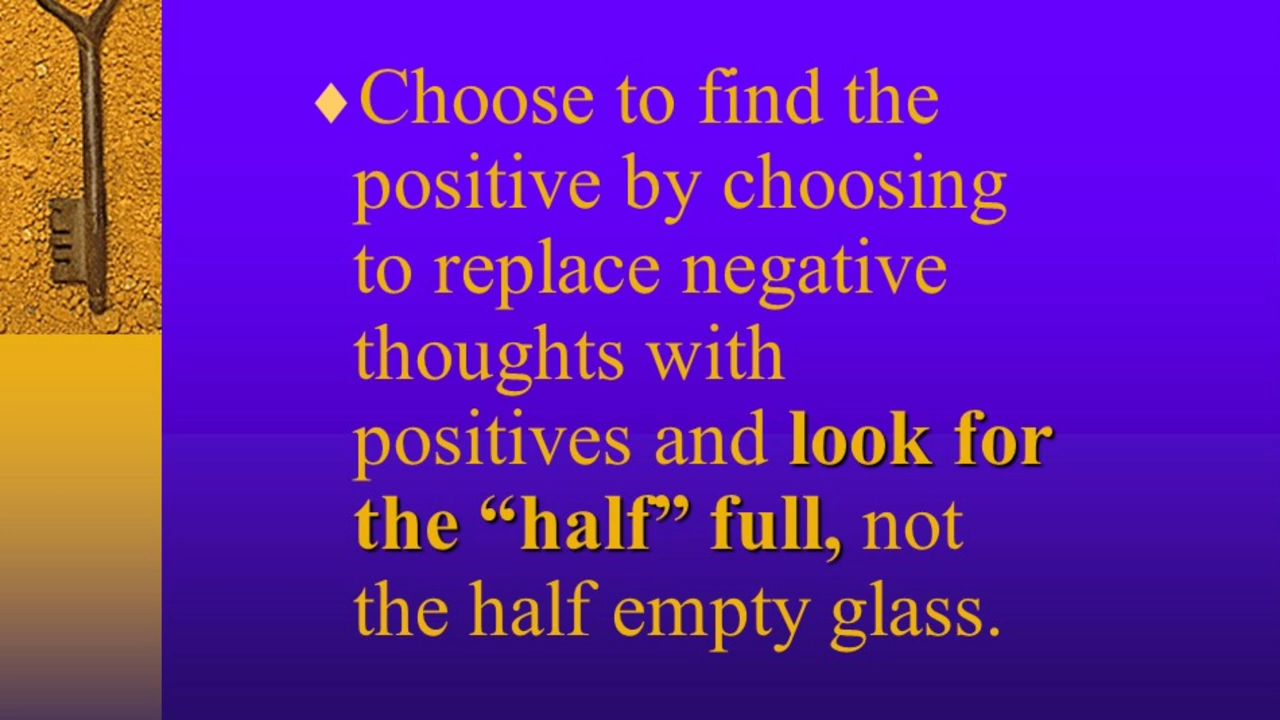 ♦Choose to find the
positive by choosing
to replace negative
thoughts with
positives and look for
the “half” full, not
the half empty glass.